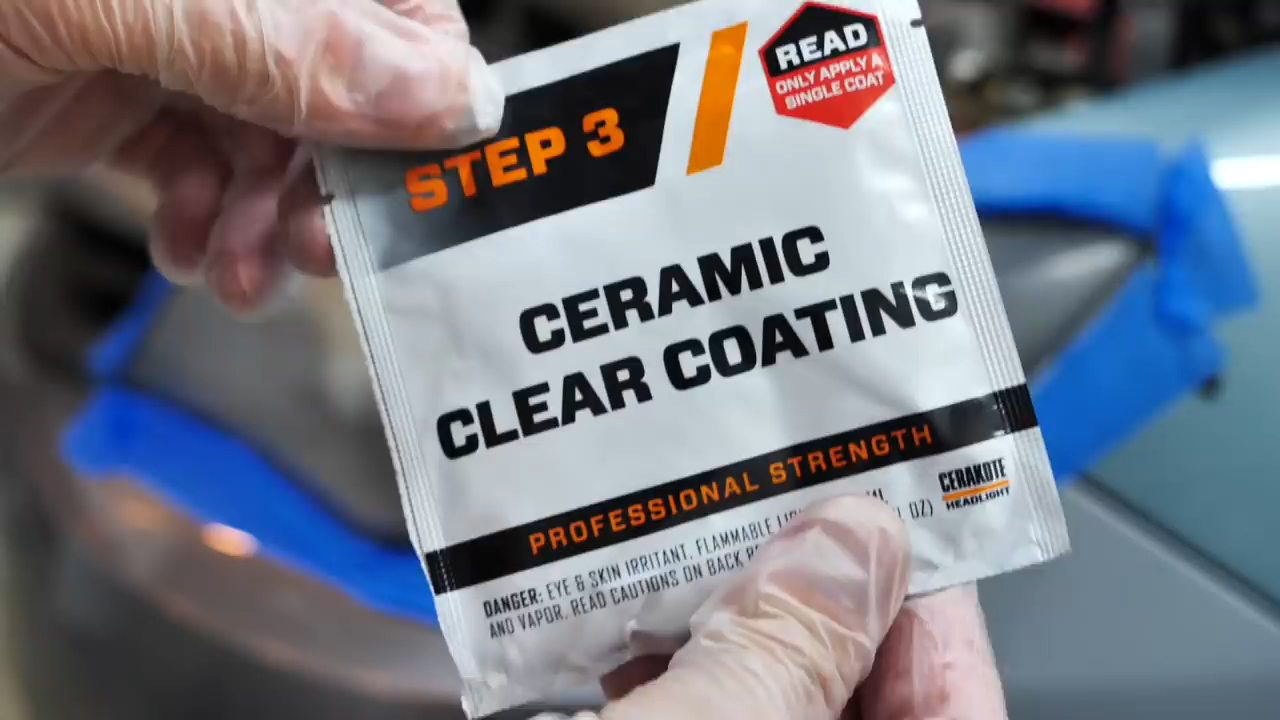 STEP 3
READ
ONLY APPLY A
SINGLE COAT
CERAMIC
CLEAR COATING
PROFESSIONAL STRENGTH
CERAKOTE
HEADLIGHT
DANGER: EYE & SKIN IRRITANT. FLAMMABLE
OZ)
AND VAPOR. READ CAUTIONS ON BACK